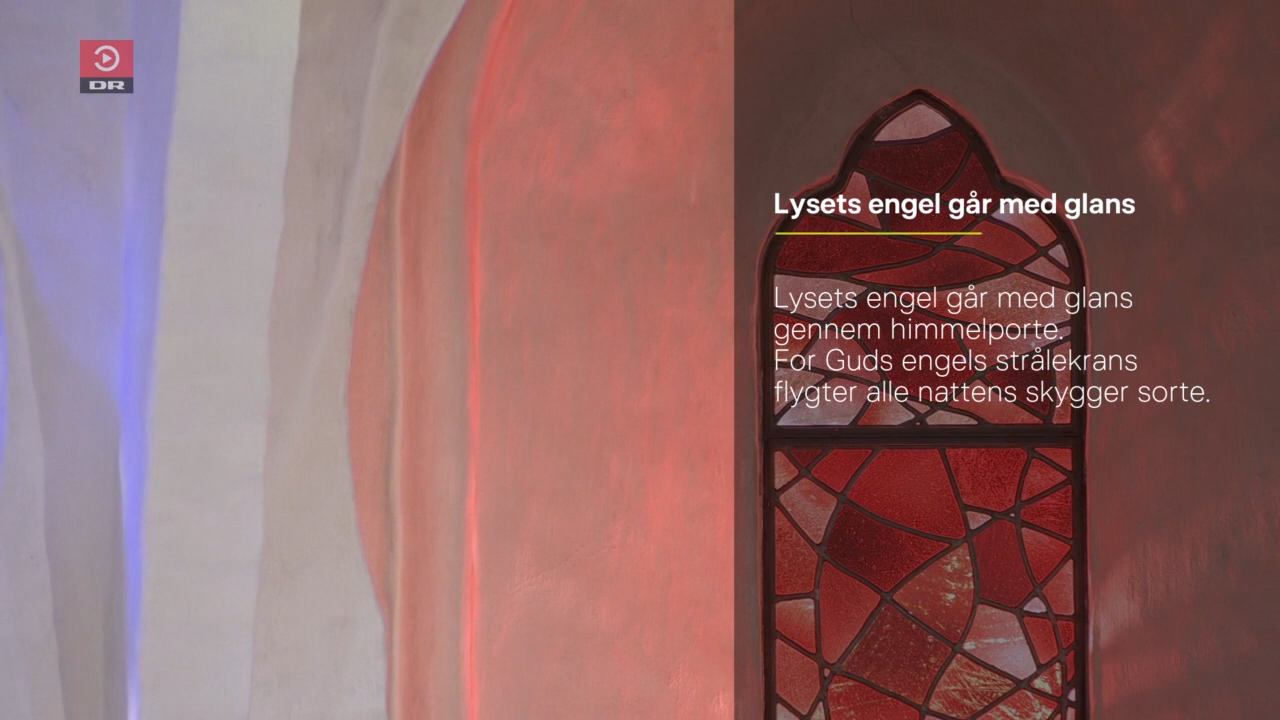 DR
Lysets engel går med glans
Lysets engel går med glans
gennem himmelporte.
For Guds engels strålekrans
flygter alle nattens skygger sorte.